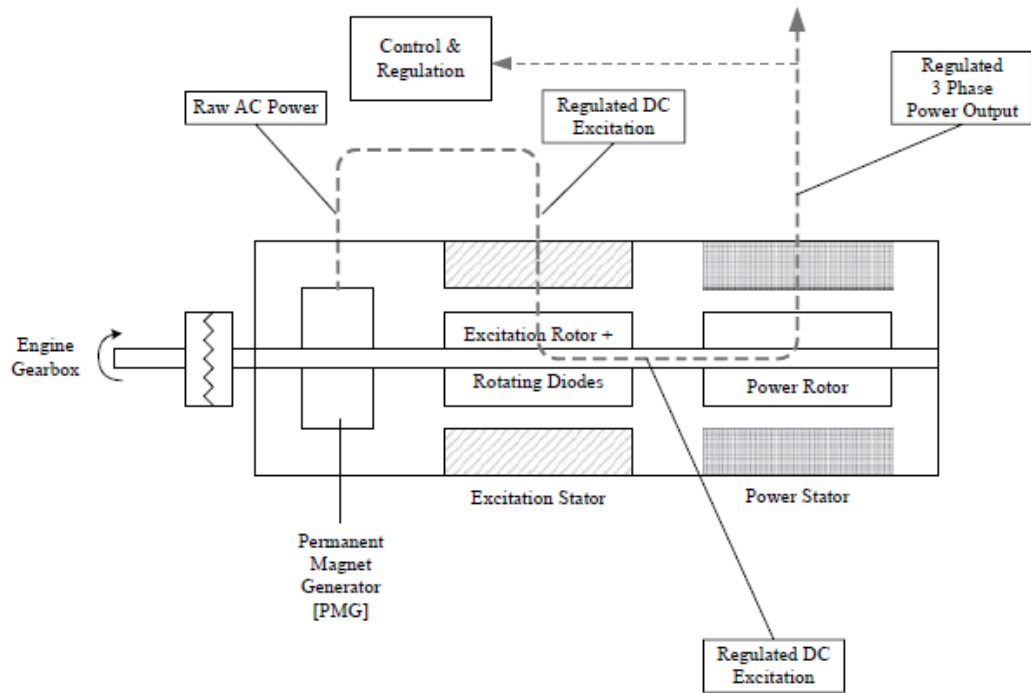 Control &
Regulation
Regulated
3 Phase
Power Output
Raw AC Power
Regulated DC
Excitation
Engine
Gearbox
Excitation Rotor +
Rotating Diodes
Power Rotor
Excitation Stator
Power Stator
Permanent
Magnet
Generator
[PMG]
Regulated DC
Excitation